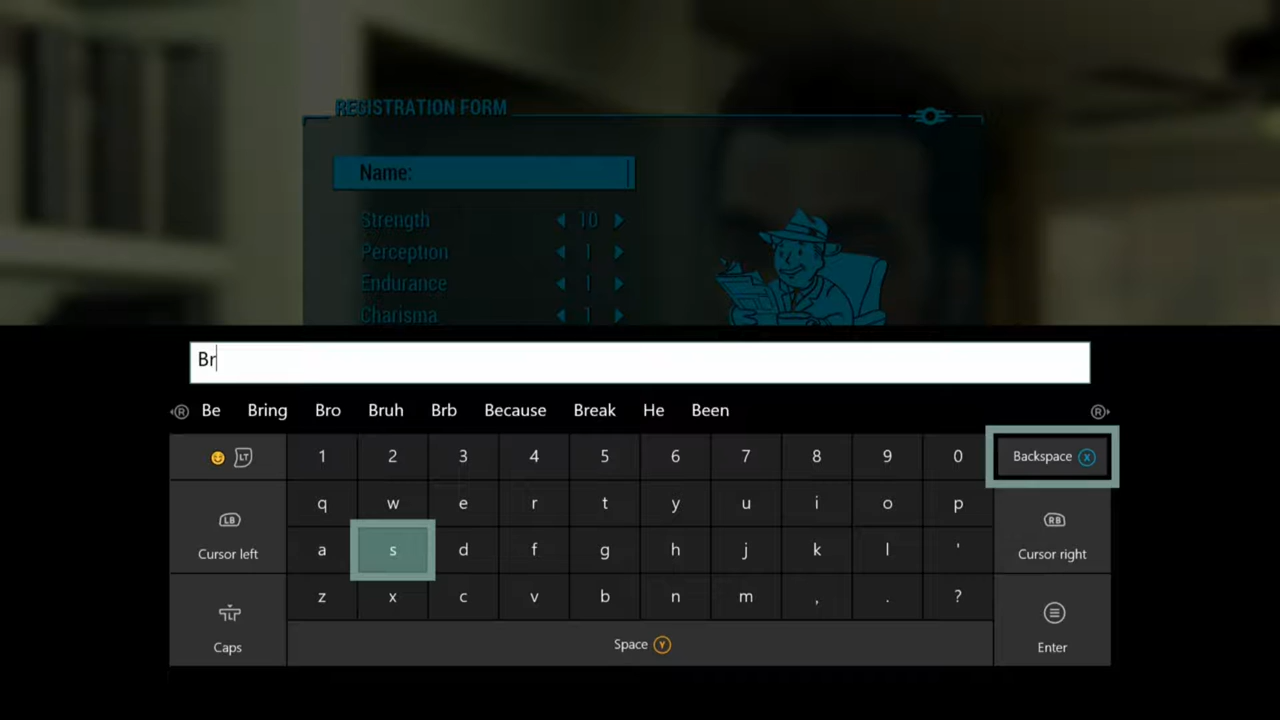 REGISTRATION FORM
Name:
Strength 10
Perception 1
Endurance 1
Charisma 1
Br
R Be Bring Bro Bruh Brb Because Break He Been R
LT 1 2 3 4 5 6 7 8 9 0 Backspace X
q w e r t y u i o p
LB RB
Cursor left a s d f g h j k l ' Cursor right
z x c v b n m , . ?
LT
Caps Space Y Enter